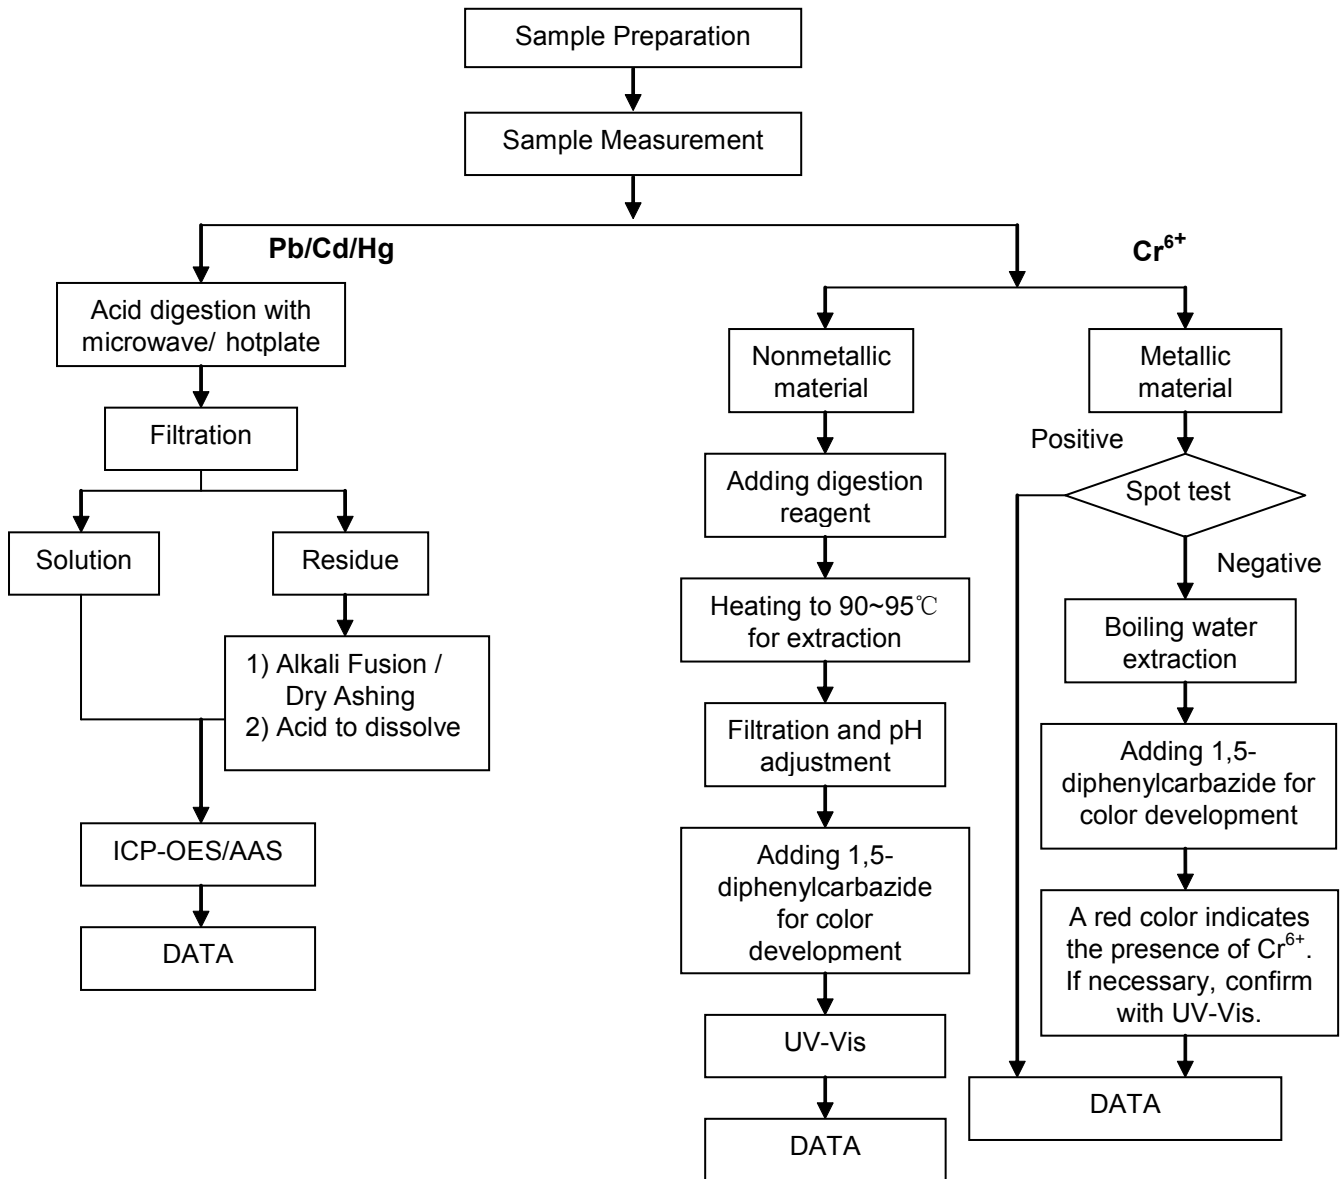 Sample Preparation
Sample Measurement
Pb/Cd/Hg
Cr6+
Acid digestion with
microwave/ hotplate
Filtration
Solution
Residue
1) Alkali Fusion /
Dry Ashing
2) Acid to dissolve
ICP-OES/AAS
DATA
Nonmetallic
material
Adding digestion
reagent
Heating to 90~95℃
for extraction
Filtration and pH
adjustment
Adding 1,5-
diphenylcarbazide
for color
development
UV-Vis
DATA
Metallic
material
Positive
Spot test
Negative
Boiling water
extraction
Adding 1,5-
diphenylcarbazide for
color development
A red color indicates
the presence of Cr6+.
If necessary, confirm
with UV-Vis.
DATA